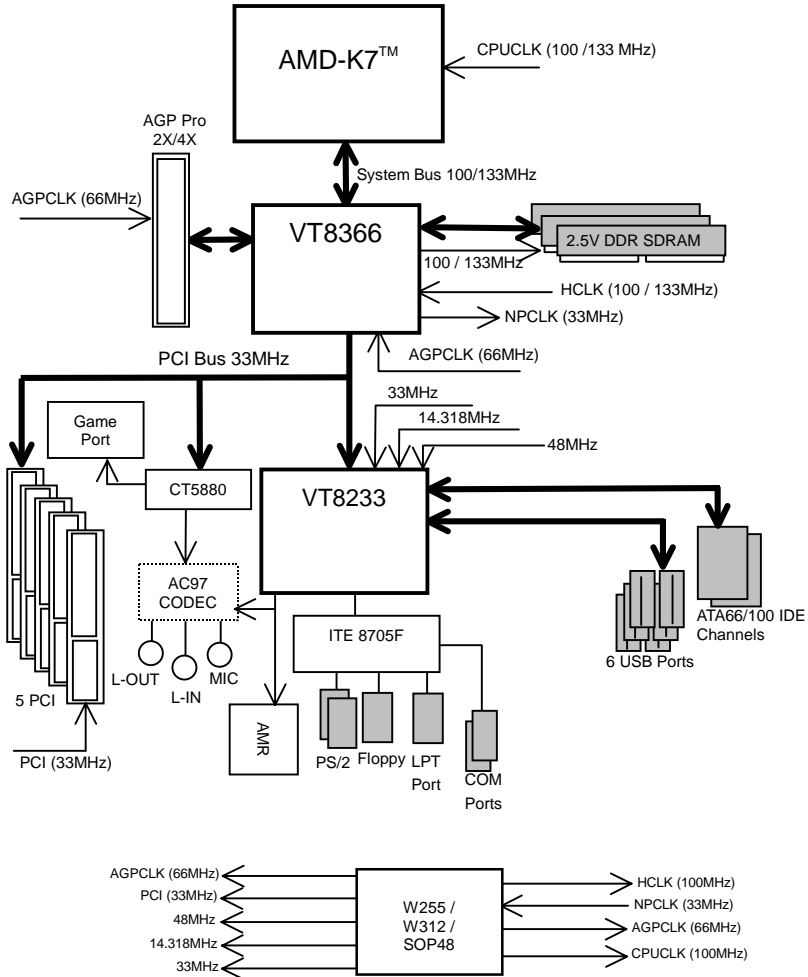 AMD-K7™
CPUCLK (100 /133 MHz)
AGP Pro
2X/4X
System Bus 100/133MHz
AGPCLK (66MHz)
VT8366
2.5V DDR SDRAM
100 / 133MHz
HCLK (100 / 133MHz)
NPCLK (33MHz)
AGPCLK (66MHz)
PCI Bus 33MHz
33MHz
14.318MHz
48MHz
Game
Port
CT5880
VT8233
AC97
CODEC
ATA66/100 IDE
Channels
6 USB Ports
ITE 8705F
L-OUT
L-IN
MIC
5 PCI
PCI (33MHz)
AMR
PS/2
Floppy
LPT
Port
COM
Ports
AGPCLK (66MHz)
PCI (33MHz)
48MHz
14.318MHz
33MHz
W255 /
W312 /
SOP48
HCLK (100MHz)
NPCLK (33MHz)
AGPCLK (66MHz)
CPUCLK (100MHz)